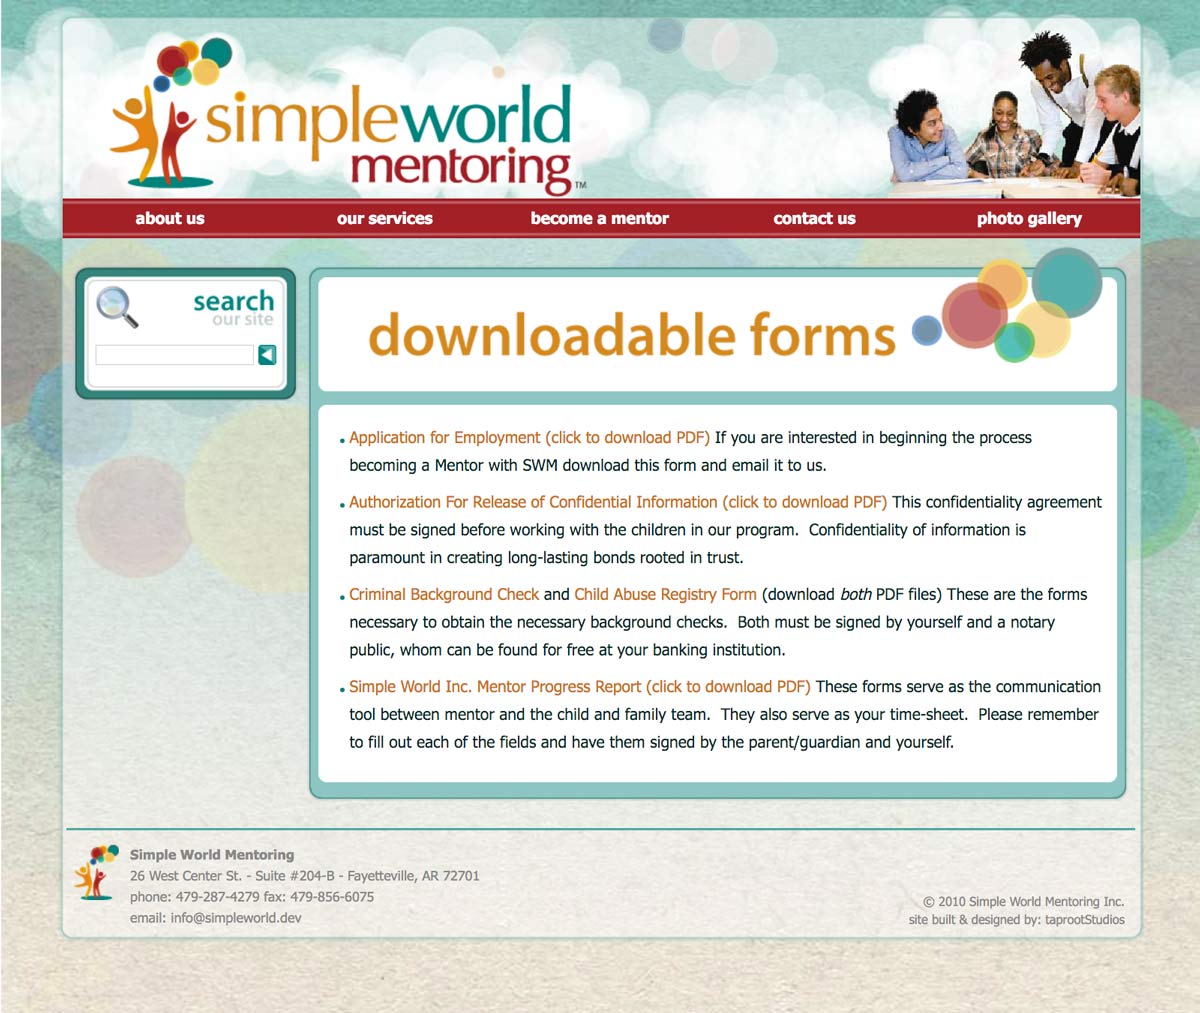 simpleworld
mentoring™
about us
our services
become a mentor
contact us
photo gallery
search
our site
downloadable forms
• Application for Employment (click to download PDF) If you are interested in beginning the process
becoming a Mentor with SWM download this form and email it to us.
• Authorization For Release of Confidential Information (click to download PDF) This confidentiality agreement
must be signed before working with the children in our program.  Confidentiality of information is
paramount in creating long-lasting bonds rooted in trust.
• Criminal Background Check and Child Abuse Registry Form (download both PDF files) These are the forms
necessary to obtain the necessary background checks.  Both must be signed by yourself and a notary
public, whom can be found for free at your banking institution.
• Simple World Inc. Mentor Progress Report (click to download PDF) These forms serve as the communication
tool between mentor and the child and family team.  They also serve as your time-sheet.  Please remember
to fill out each of the fields and have them signed by the parent/guardian and yourself.
Simple World Mentoring
26 West Center St. - Suite #204-B - Fayetteville, AR 72701
phone: 479-287-4279 fax: 479-856-6075
email: info@simpleworld.dev
© 2010 Simple World Mentoring Inc.
site built & designed by: taprootStudios